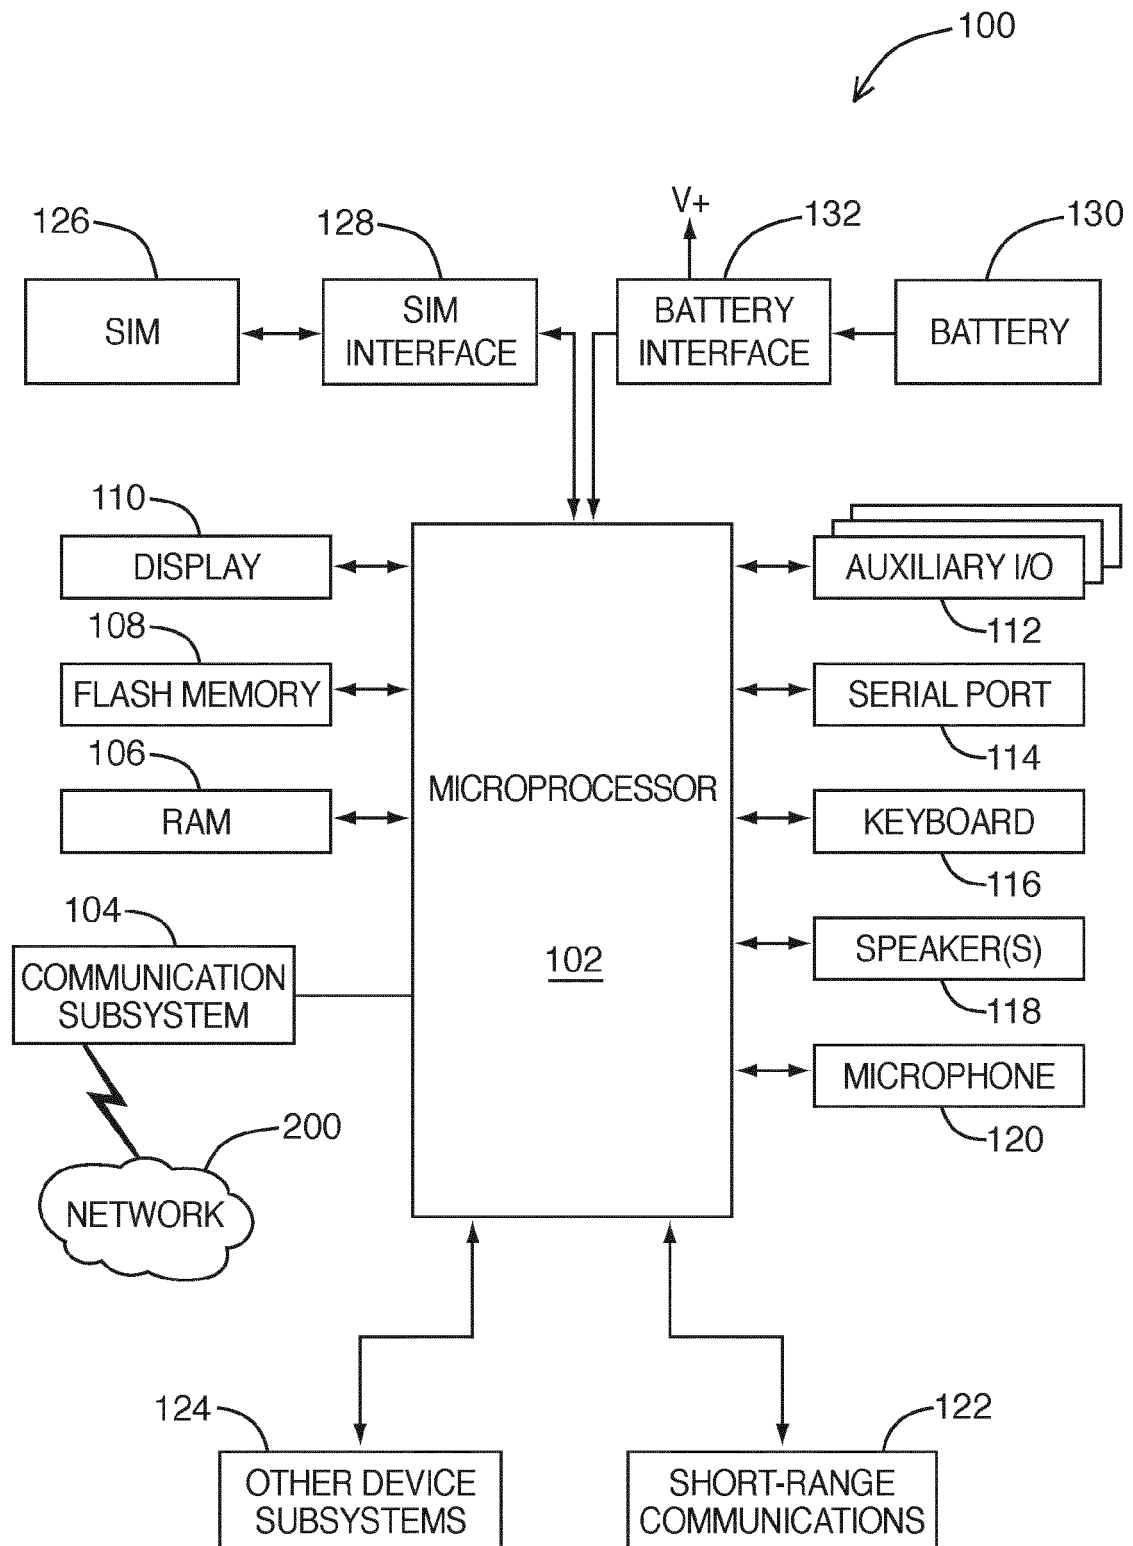 100
V+
126
128
132
130
SIM
SIM
INTERFACE
BATTERY
INTERFACE
BATTERY
110
DISPLAY
AUXILIARY I/O
112
108
FLASH MEMORY
SERIAL PORT
114
106
RAM
MICROPROCESSOR
102
KEYBOARD
116
104
COMMUNICATION
SUBSYSTEM
SPEAKER(S)
118
MICROPHONE
120
200
NETWORK
124
OTHER DEVICE
SUBSYSTEMS
122
SHORT-RANGE
COMMUNICATIONS